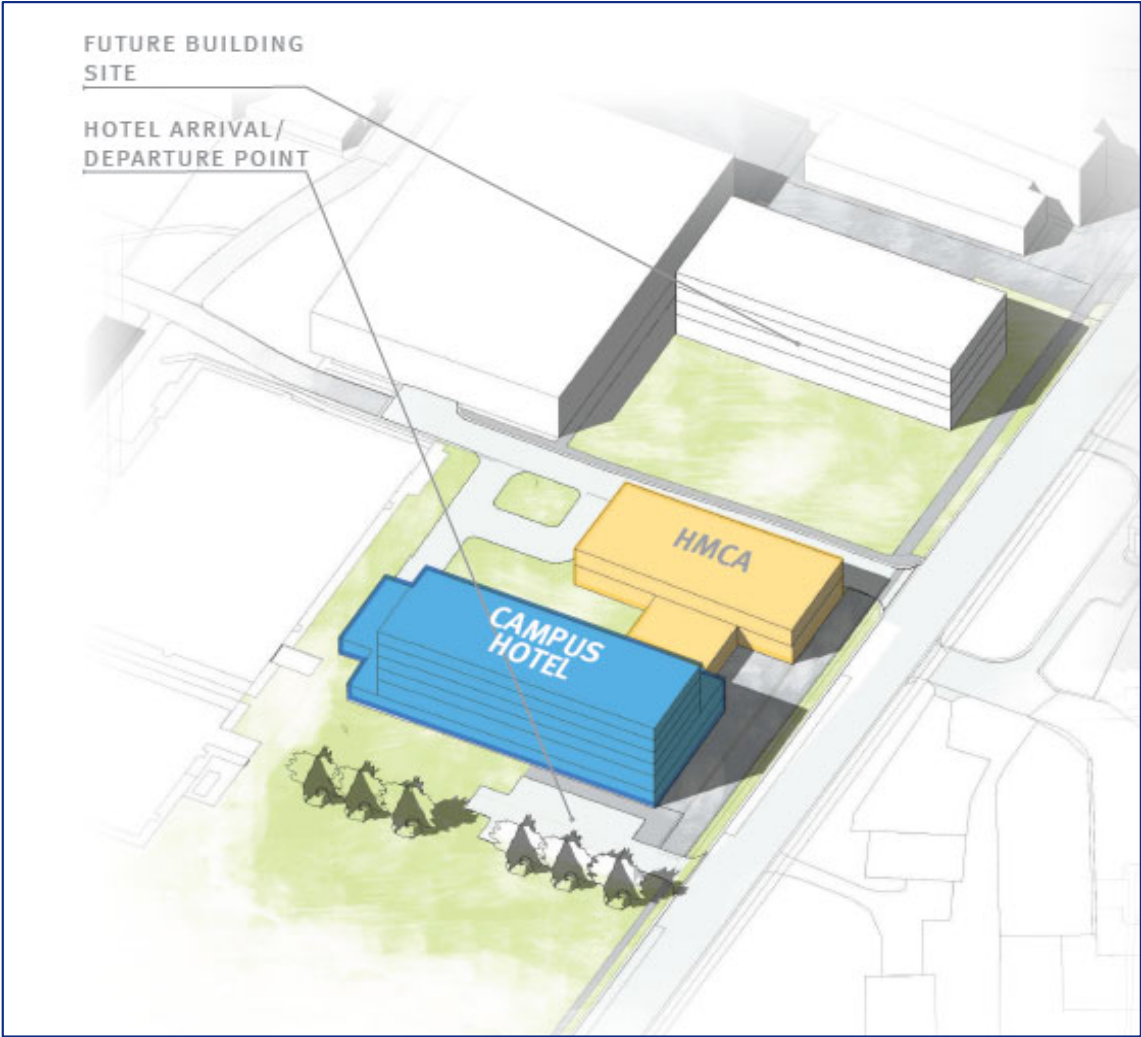 FUTURE BUILDING
SITE
HOTEL ARRIVAL/
DEPARTURE POINT
HMCA
CAMPUS
HOTEL